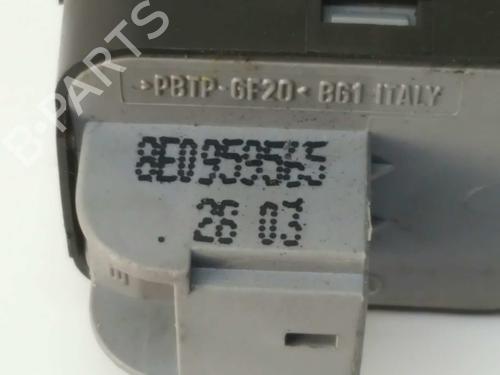 >PBTP-GF20< BG1-ITALY
8E0959565
26 03
B-PARTS